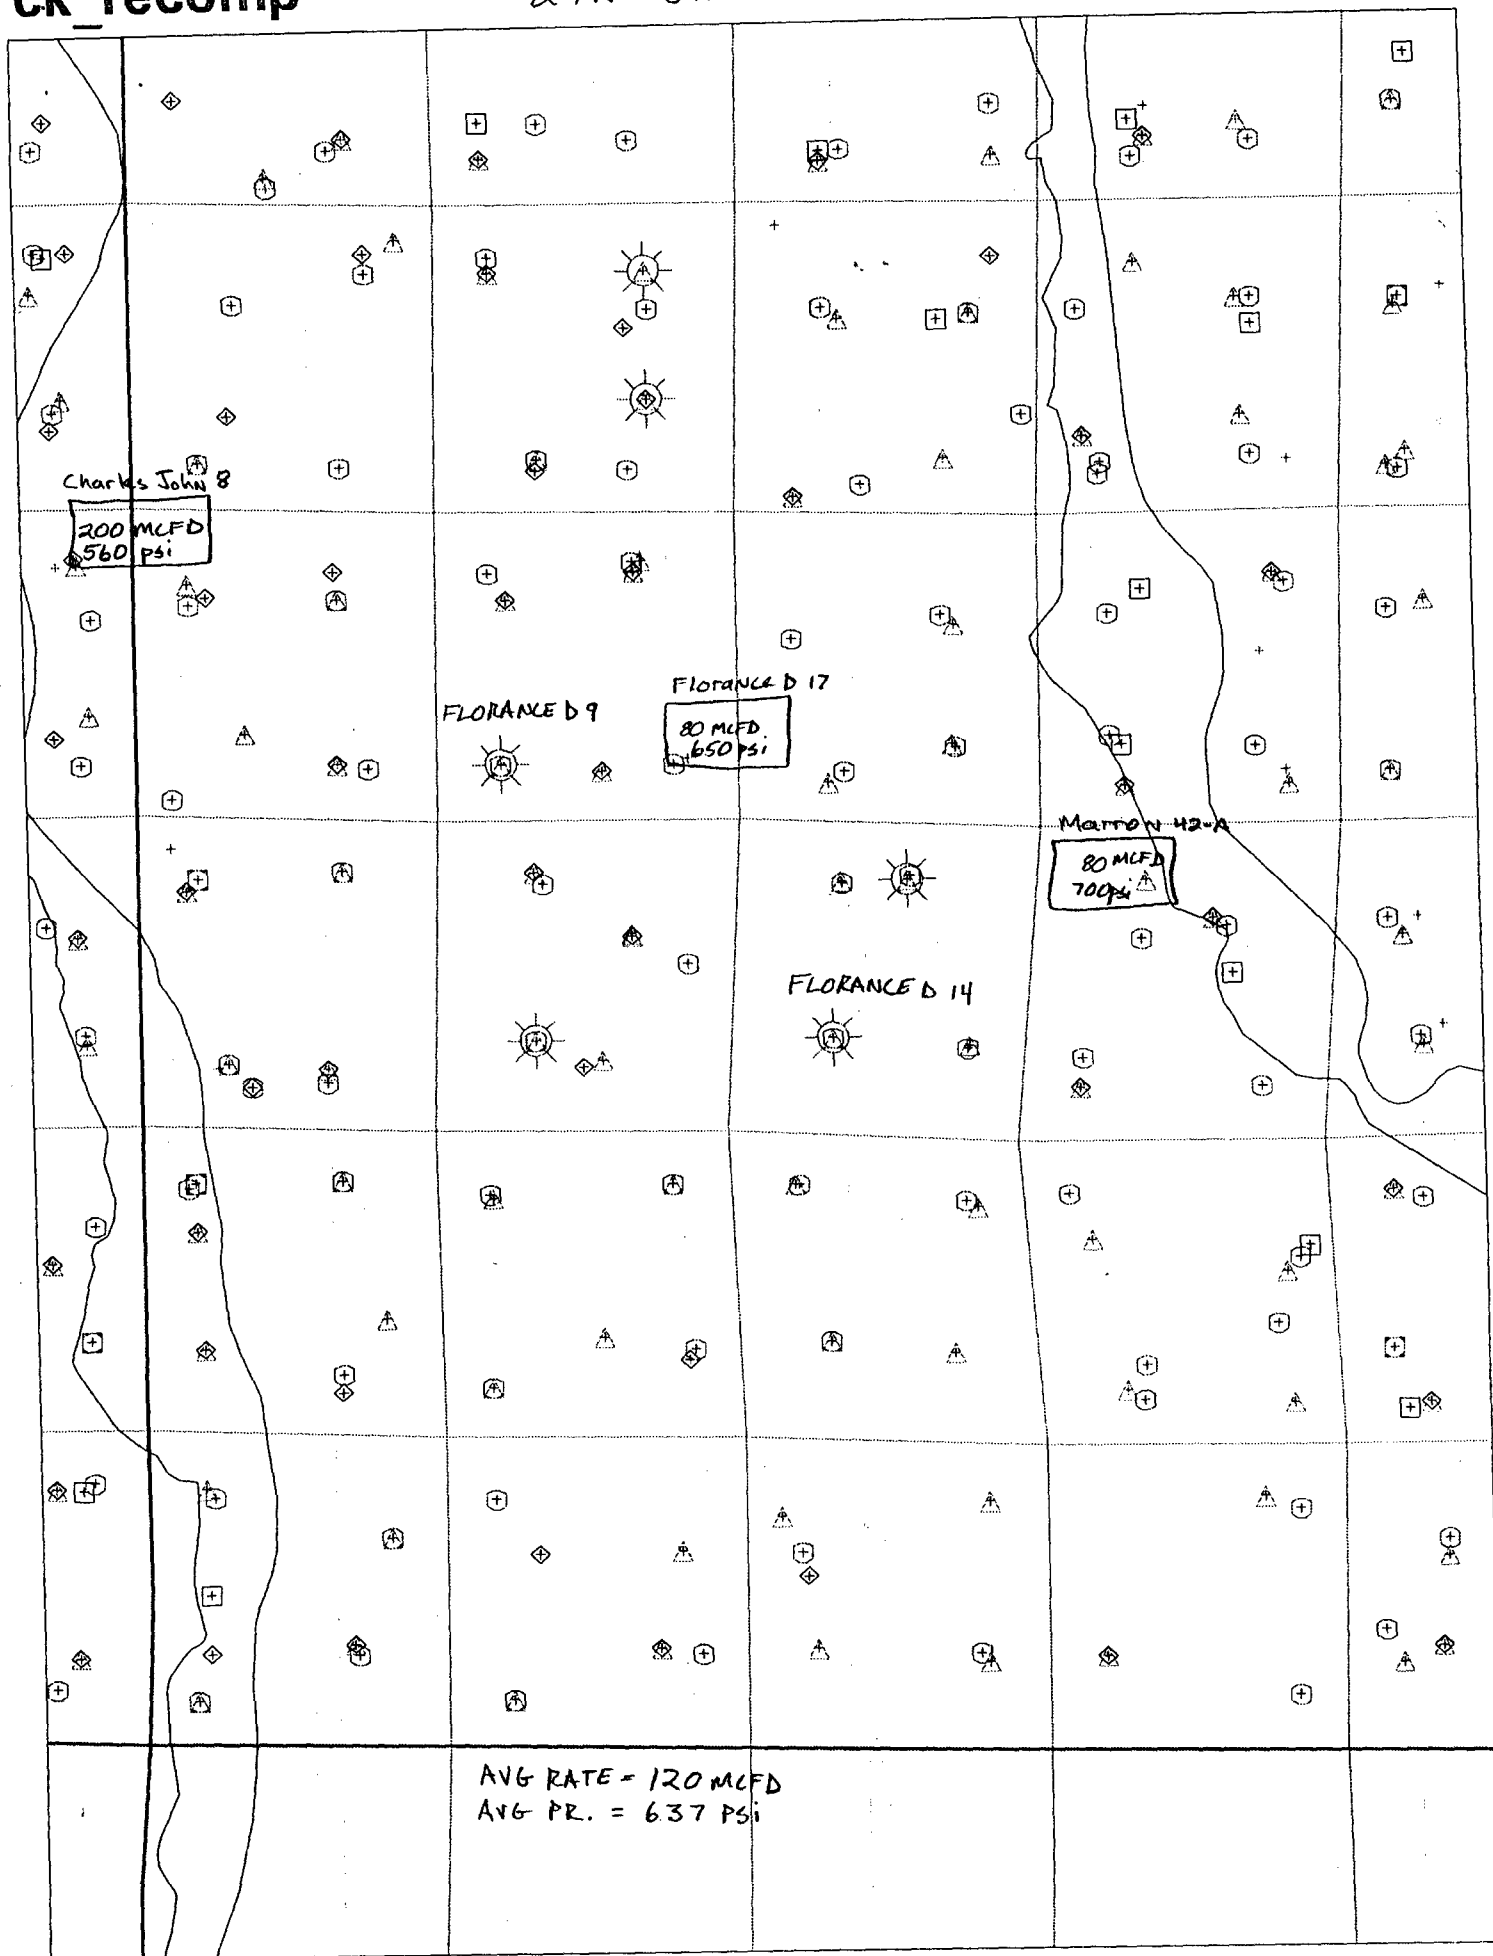 ck_recomp
Charles John 8
200 MCFD
560 psi
Florance D 17
FLORANCE D 9
80 MCFD
650 psi
Marron 42-A
80 MCFD
700 psi
FLORANCE D 14
AVG RATE = 120 MCFD
AVG PR. = 637 PSi